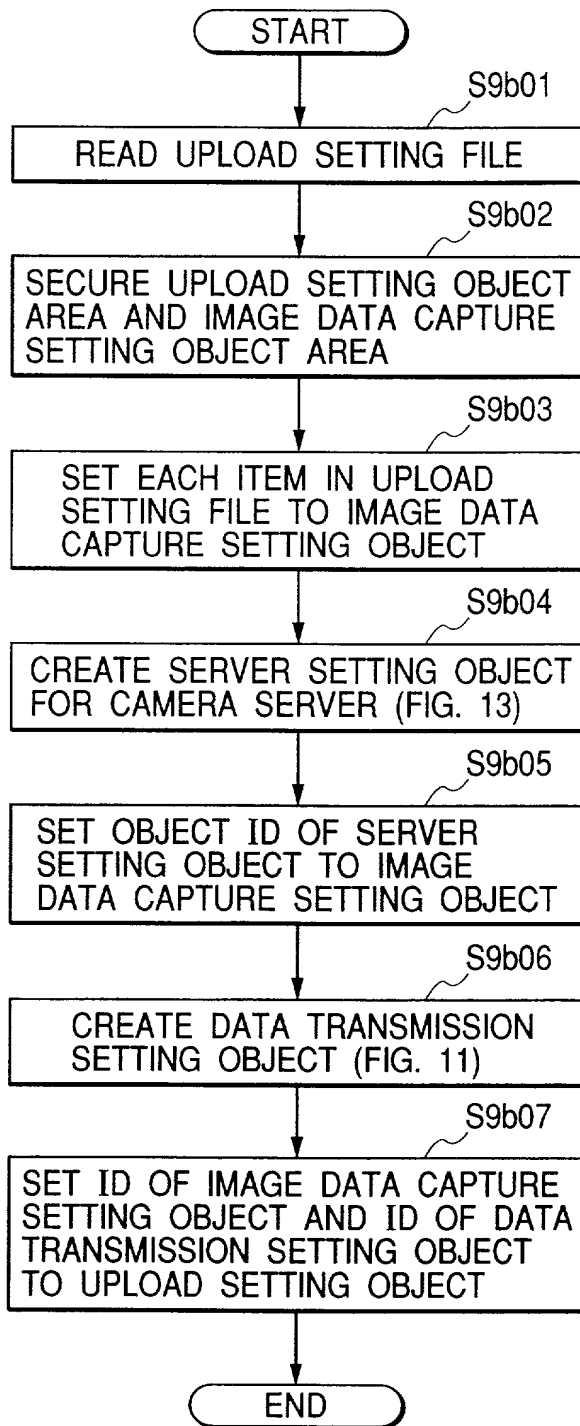 START
S9b01
READ UPLOAD SETTING FILE
S9b02
SECURE UPLOAD SETTING OBJECT
AREA AND IMAGE DATA CAPTURE
SETTING OBJECT AREA
S9b03
SET EACH ITEM IN UPLOAD
SETTING FILE TO IMAGE DATA
CAPTURE SETTING OBJECT
S9b04
CREATE SERVER SETTING OBJECT
FOR CAMERA SERVER (FIG. 13)
S9b05
SET OBJECT ID OF SERVER
SETTING OBJECT TO IMAGE
DATA CAPTURE SETTING OBJECT
S9b06
CREATE DATA TRANSMISSION
SETTING OBJECT (FIG. 11)
S9b07
SET ID OF IMAGE DATA CAPTURE
SETTING OBJECT AND ID OF DATA
TRANSMISSION SETTING OBJECT
TO UPLOAD SETTING OBJECT
END